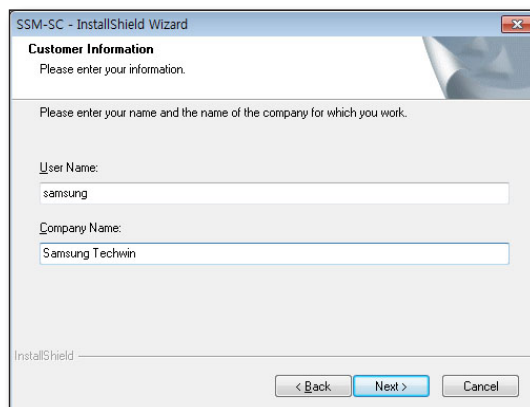 SSM-SC - InstallShield Wizard
Customer Information
Please enter your information.
Please enter your name and the name of the company for which you work.
User Name:
samsung
Company Name:
Samsung Techwin
InstallShield
< Back
Next >
Cancel